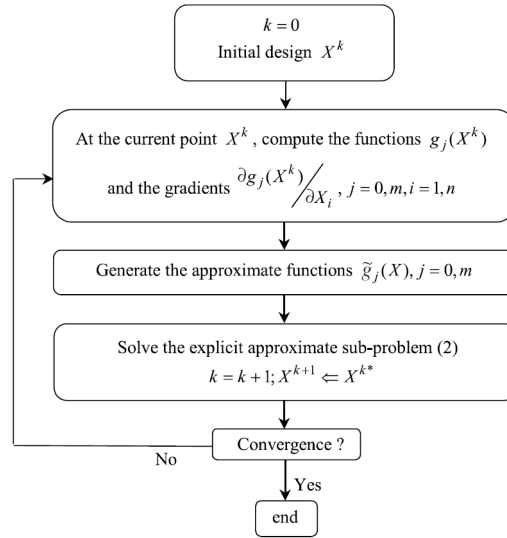 k = 0
Initial design X^k
At the current point X^k, compute the functions g_j(X^k)
and the gradients ∂g_j(X^k)/∂X_i, j = 0, m, i = 1, n
Generate the approximate functions g̃_j(X), j = 0, m
Solve the explicit approximate sub-problem (2)
k = k + 1; X^{k+1} ⇐ X^{k*}
Convergence ?
No
Yes
end